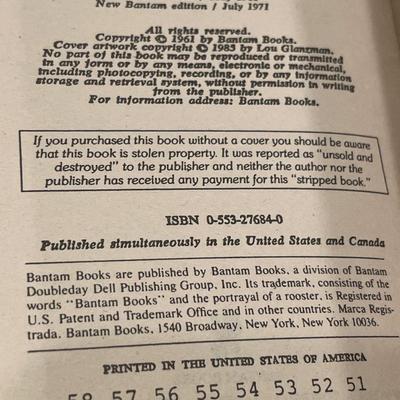 New Bantam edition / July 1971
All rights reserved.
Copyright © 1961 by Bantam Books.
Cover artwork copyright © 1985 by Lou Glanzman.
No part of this book may be reproduced or transmitted
in any form or by any means, electronic or mechanical,
including photocopying, recording, or by any information
storage and retrieval system, without permission in writing
from the publisher.
For information address: Bantam Books.
If you purchased this book without a cover you should be aware
that this book is stolen property. It was reported as "unsold and
destroyed" to the publisher and neither the author nor the
publisher has received any payment for this "stripped book."
ISBN 0-553-27684-0
Published simultaneously in the United States and Canada
Bantam Books are published by Bantam Books, a division of Bantam
Doubleday Dell Publishing Group, Inc. Its trademark, consisting of the
words "Bantam Books" and the portrayal of a rooster, is Registered in
U.S. Patent and Trademark Office and in other countries. Marca Regis-
trada. Bantam Books, 1540 Broadway, New York, New York 10036.
PRINTED IN THE UNITED STATES OF AMERICA
58 57 56 55 54 53 52 51